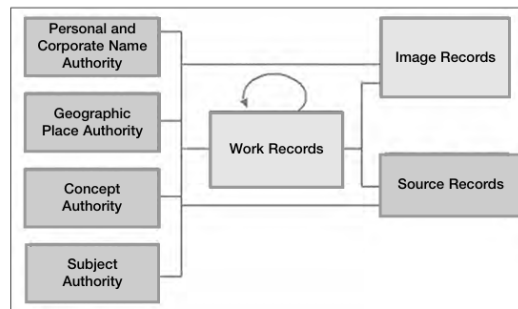 Personal and
Corporate Name
Authority
Image Records
Geographic
Place Authority
Work Records
Concept
Authority
Source Records
Subject
Authority